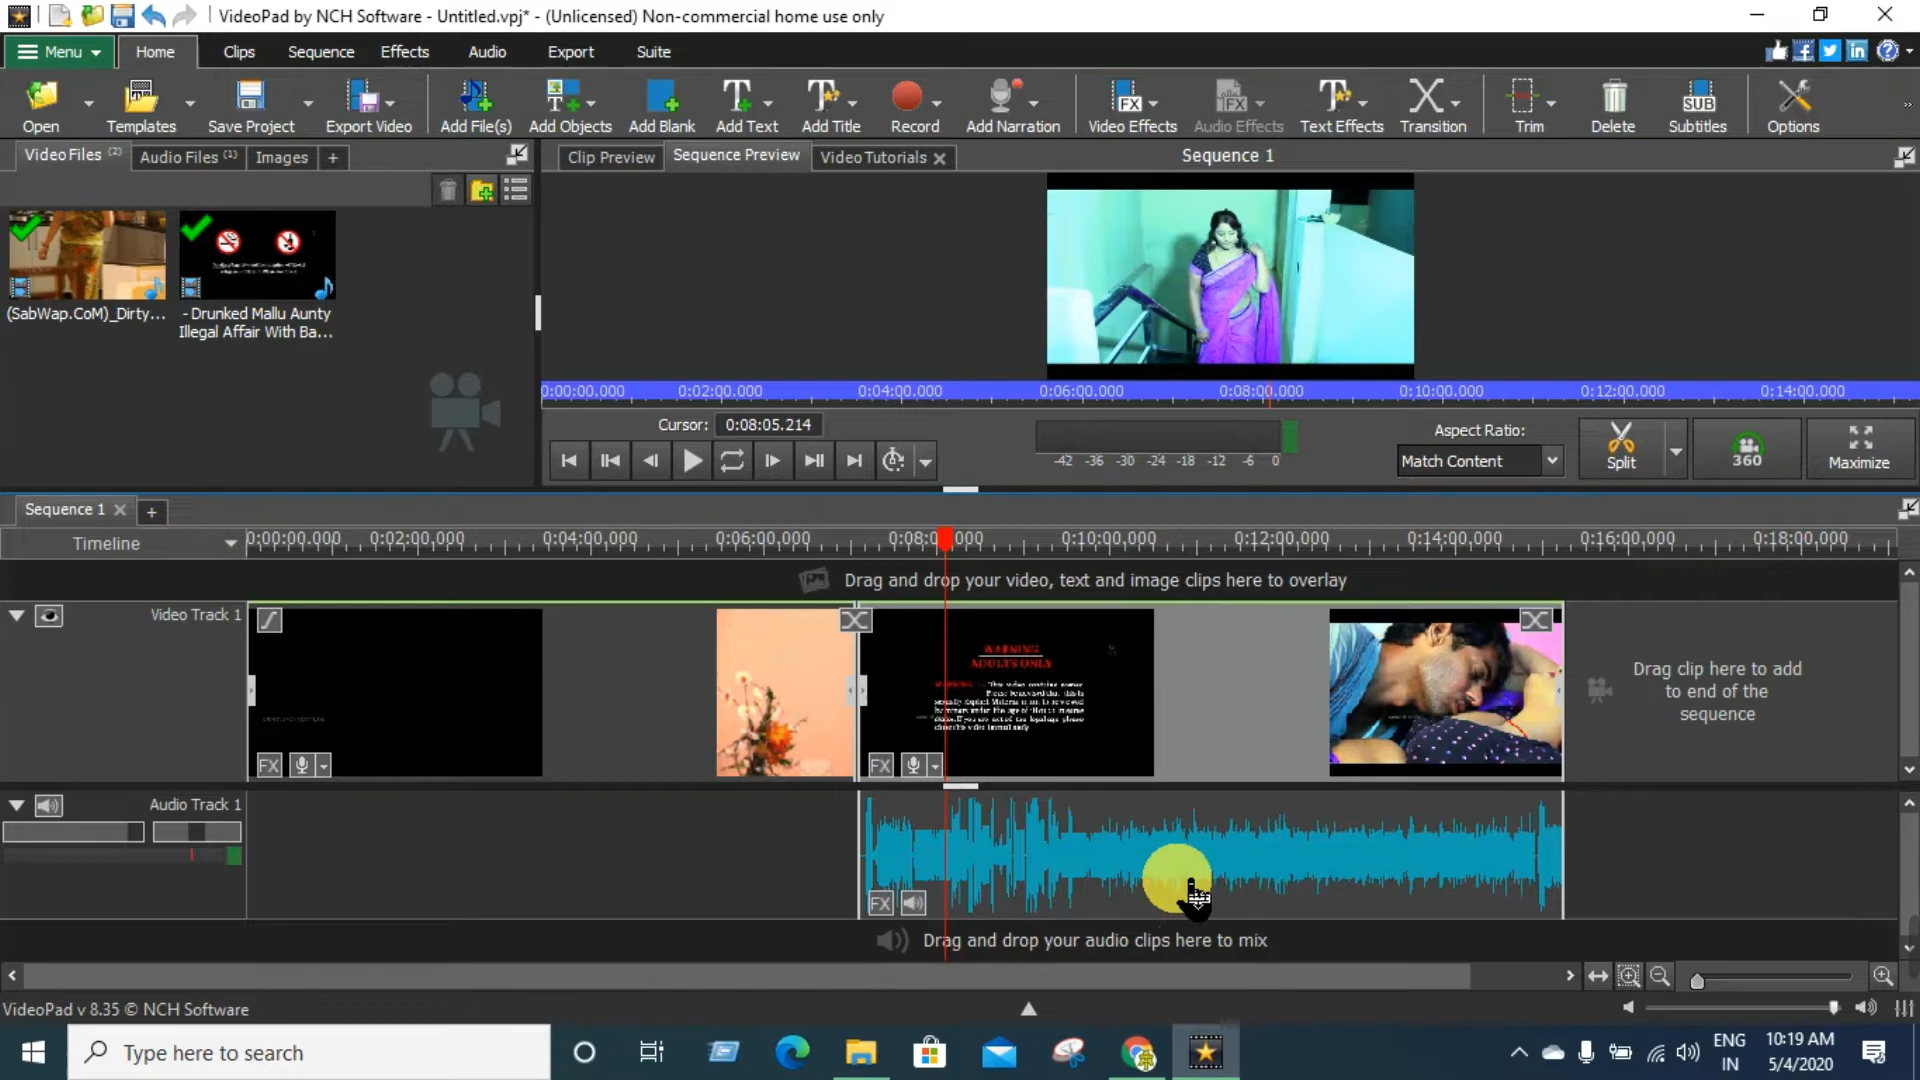 VideoPad by NCH Software - Untitled.vpj* - (Unlicensed) Non-commercial home use only
Menu Home Clips Sequence Effects Audio Export Suite
Open Templates Save Project Export Video Add File(s) Add Objects Add Blank Add Text Add Title Record Add Narration Video Effects Audio Effects Text Effects Transition Trim Delete Subtitles Options
Video Files (2) Audio Files (1) Images +
Clip Preview Sequence Preview Video Tutorials Sequence 1
(SabWap.CoM)_Dirty...
- Drunked Mallu Aunty
Illegal Affair With Ba...
0:00:00.000 0:02:00.000 0:04:00.000 0:06:00.000 0:08:00.000 0:10:00.000 0:12:00.000 0:14:00.000
Cursor: 0:08:05.214
-42 -36 -30 -24 -18 -12 -6 0
Aspect Ratio:
Match Content
Split
360
Maximize
Sequence 1 +
Timeline
0:00:00.000 0:02:00.000 0:04:00.000 0:06:00.000 0:10:00.000 0:12:00.000 0:14:00.000 0:16:00.000 0:18:00.000
Drag and drop your video, text and image clips here to overlay
Video Track 1
WARNING
ADULTS ONLY
FX
FX
Drag clip here to add
to end of the
sequence
Audio Track 1
FX
Drag and drop your audio clips here to mix
VideoPad v 8.35 © NCH Software
Type here to search
ENG
IN
10:19 AM
5/4/2020